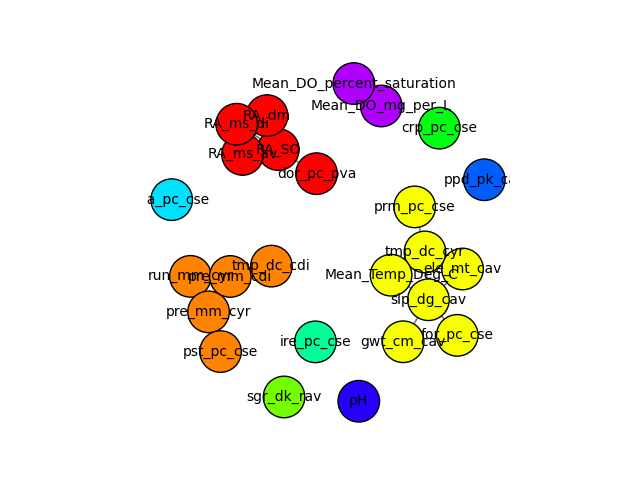 Mean_DO_percent_saturation
Mean_DO_mg_per_L
RA_dm
RA_ms_di
crp_pc_cse
RA_SO
RA_ms_av
dor_pc_pva
ppd_pk_ca
a_pc_cse
prm_pc_cse
tmp_dc_cyr
tmp_dc_cdi
ele_mt_cav
run_mm_cyr
pre_mm_cdi
Mean_Temp_Deg_C
slp_dg_cav
pre_mm_cyr
for_pc_cse
ire_pc_cse
gwt_cm_cav
pst_pc_cse
sgr_dk_rav
pH